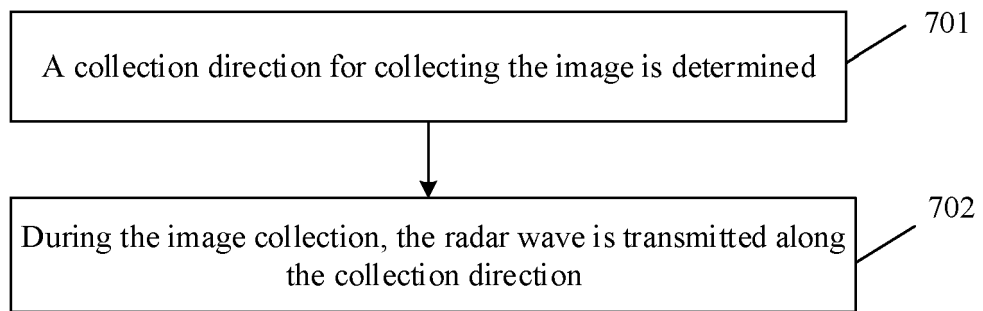 701
A collection direction for collecting the image is determined
702
During the image collection, the radar wave is transmitted along
the collection direction